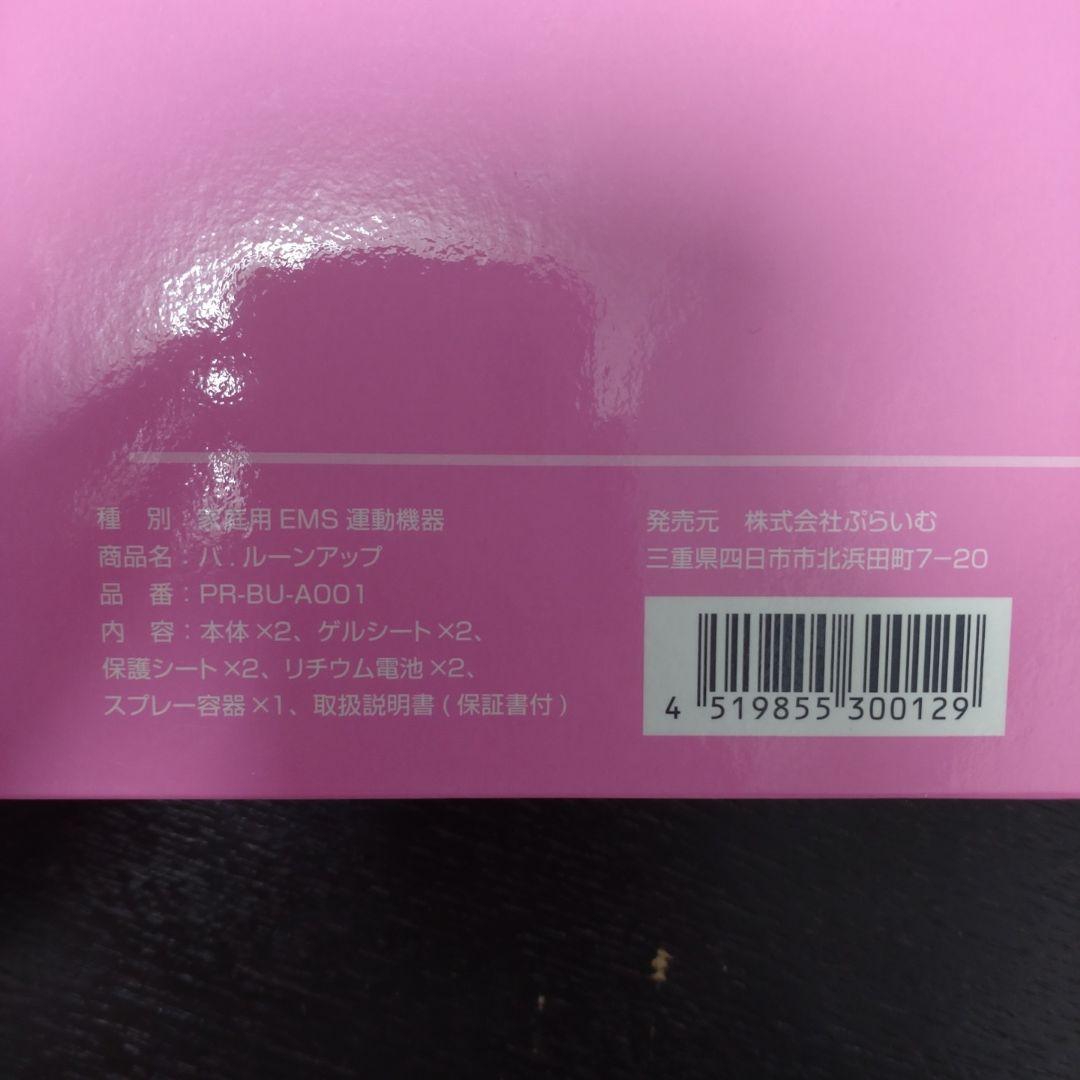 種　別：家庭用EMS 運動機器
商品名：バ．ルーンアップ
品　番：PR-BU-A001
内　容：本体×2、ゲルシート×2、
保護シート×2、リチウム電池×2、
スプレー容器×1、取扱説明書(保証書付)
発売元　株式会社ぷらいむ
三重県四日市市北浜田町7−20
4 519855 300129